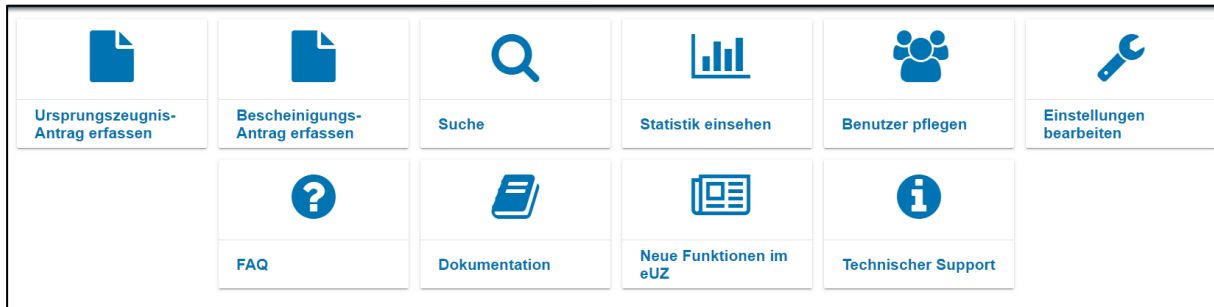 Ursprungszeugnis-
Antrag erfassen
Bescheinigungs-
Antrag erfassen
Suche
Statistik einsehen
Benutzer pflegen
Einstellungen
bearbeiten
FAQ
Dokumentation
Neue Funktionen im
eUZ
Technischer Support